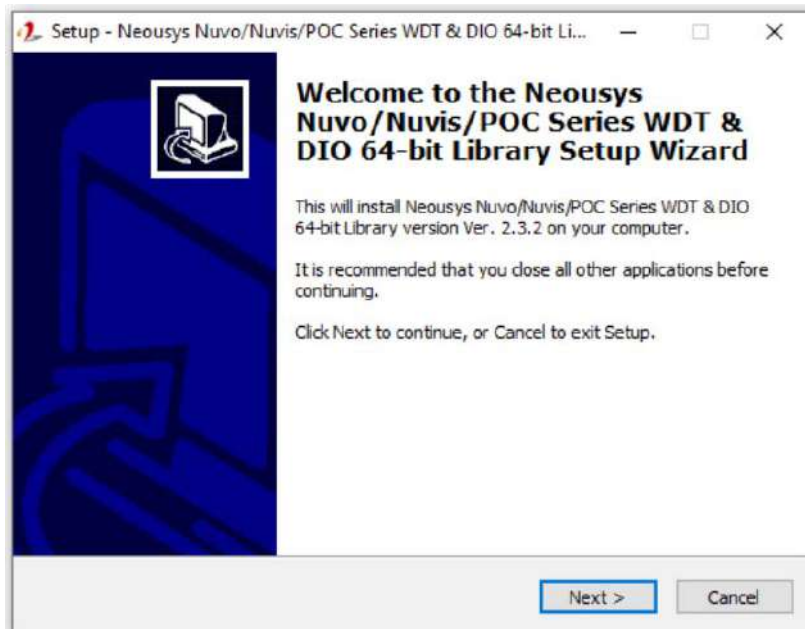 Setup - Neousys Nuvo/Nuvis/POC Series WDT & DIO 64-bit Li...
Welcome to the Neousys
Nuvo/Nuvis/POC Series WDT &
DIO 64-bit Library Setup Wizard
This will install Neousys Nuvo/Nuvis/POC Series WDT & DIO
64-bit Library version Ver. 2.3.2 on your computer.
It is recommended that you close all other applications before
continuing.
Click Next to continue, or Cancel to exit Setup.
Next >
Cancel